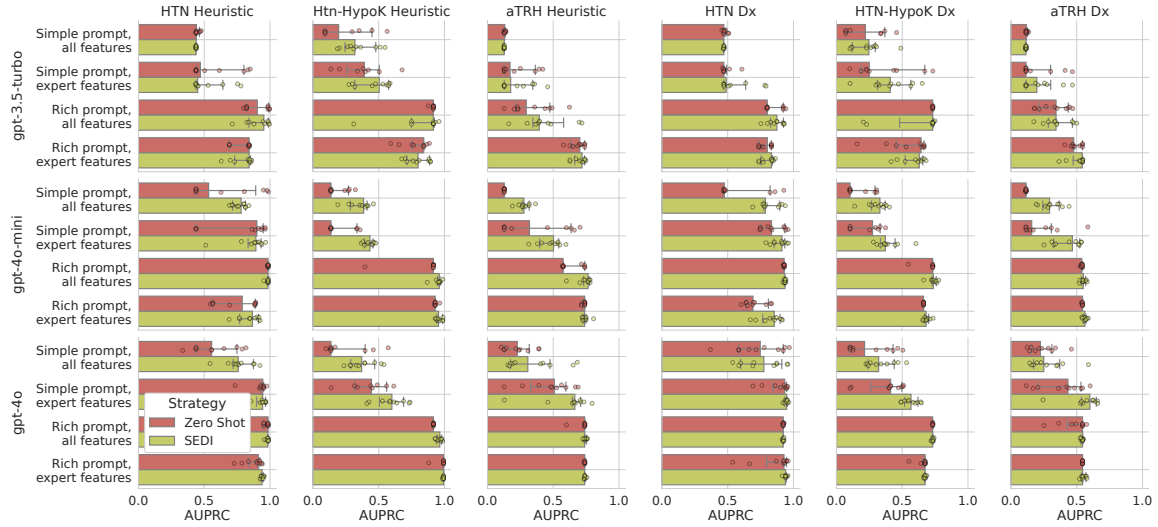 HTN Heuristic Htn-HypoK Heuristic aTRH Heuristic HTN Dx HTN-HypoK Dx aTRH Dx
gpt-3.5-turbo
Simple prompt,
all features
Simple prompt,
expert features
Rich prompt,
all features
Rich prompt,
expert features
gpt-4o-mini
Simple prompt,
all features
Simple prompt,
expert features
Rich prompt,
all features
Rich prompt,
expert features
gpt-4o
Simple prompt,
all features
Simple prompt,
expert features
Rich prompt,
all features
Rich prompt,
expert features
Strategy
Zero Shot
SEDI
0.0 0.5 1.0 0.0 0.5 1.0 0.0 0.5 1.0 0.0 0.5 1.0 0.0 0.5 1.0 0.0 0.5 1.0
AUPRC AUPRC AUPRC AUPRC AUPRC AUPRC